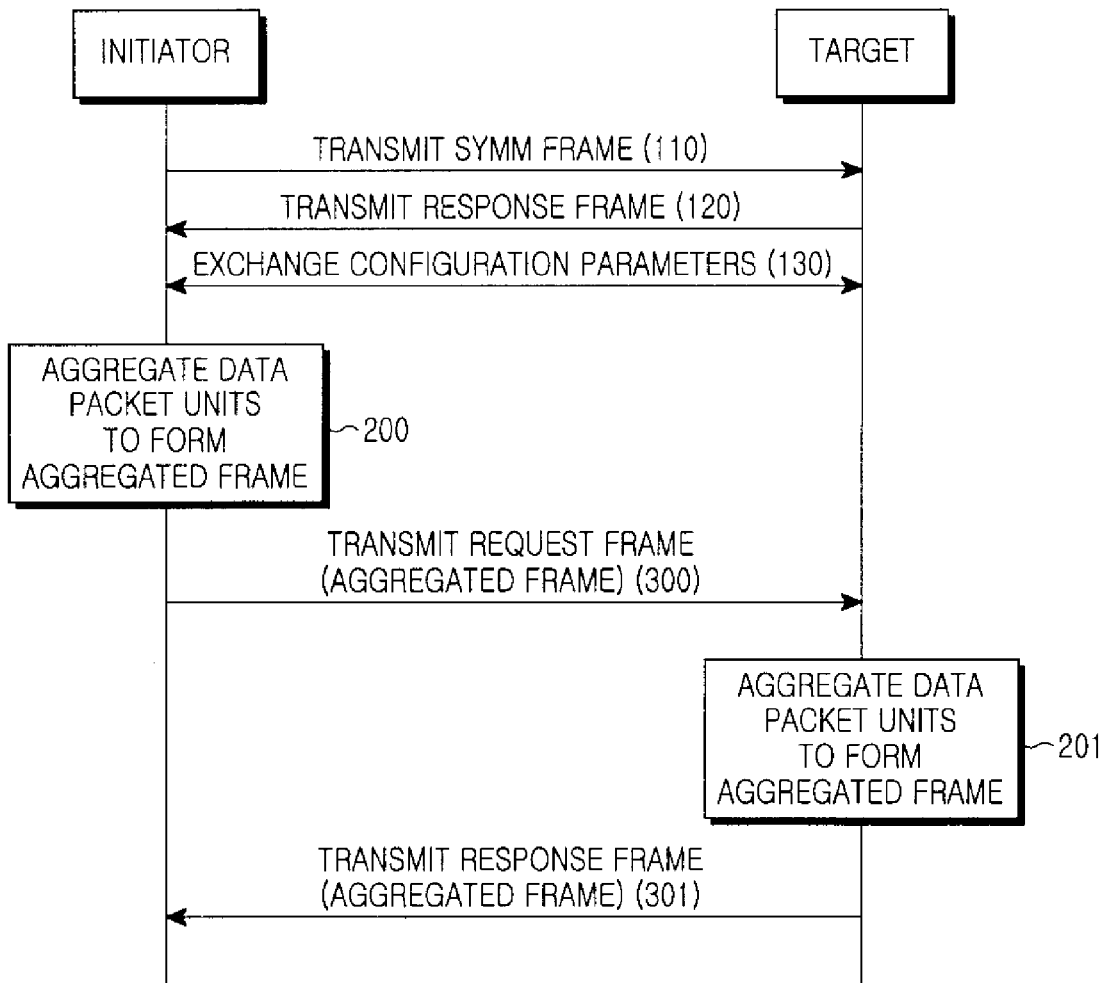 INITIATOR
TARGET
TRANSMIT SYMM FRAME (110)
TRANSMIT RESPONSE FRAME (120)
EXCHANGE CONFIGURATION PARAMETERS (130)
AGGREGATE DATA
PACKET UNITS
TO FORM
AGGREGATED FRAME
200
TRANSMIT REQUEST FRAME
(AGGREGATED FRAME) (300)
AGGREGATE DATA
PACKET UNITS
TO FORM
AGGREGATED FRAME
201
TRANSMIT RESPONSE FRAME
(AGGREGATED FRAME) (301)